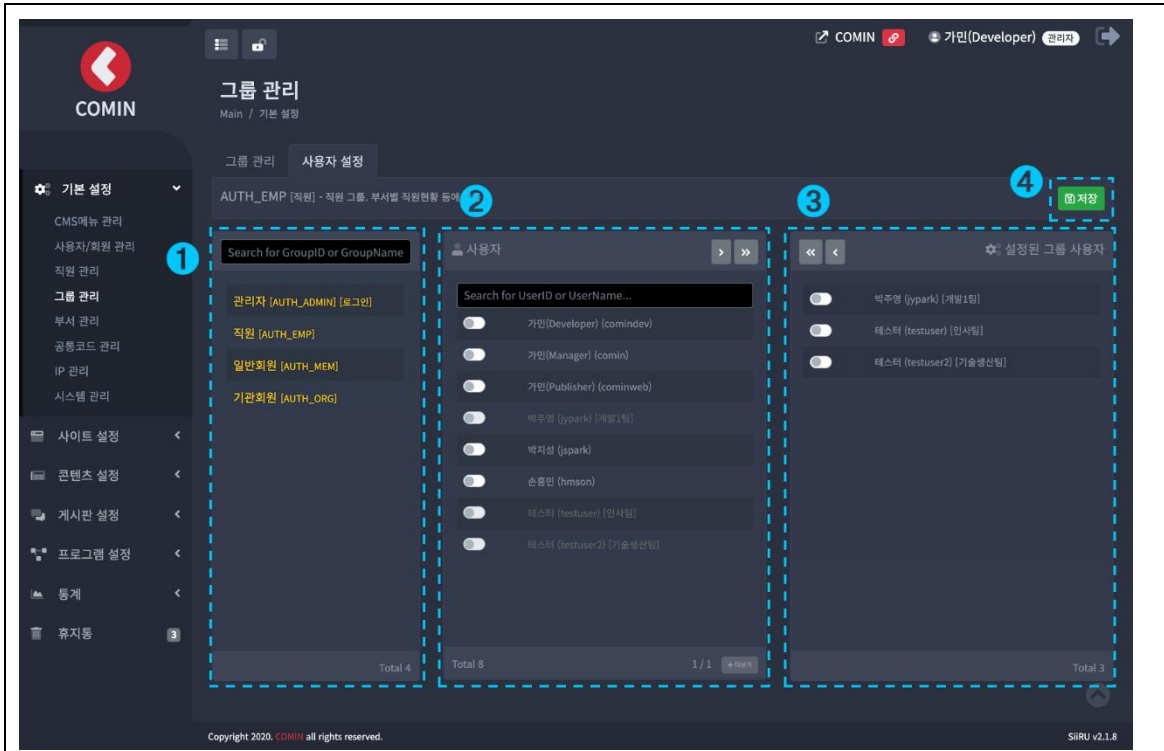 COMIN
COMIN
가민(Developer) 관리자
그룹 관리
Main / 기본 설정
그룹 관리
사용자 설정
기본 설정
CMS메뉴 관리
사용자/회원 관리
직원 관리
그룹 관리
부서 관리
공통코드 관리
IP 관리
시스템 관리
사이트 설정
콘텐츠 설정
게시판 설정
프로그램 설정
통계
휴지통 3
AUTH_EMP [직원] - 직원 그룹, 부서별 직원현황 등에
4
저장
1
Search for GroupID or GroupName
관리자 [AUTH_ADMIN] [로그인]
직원 [AUTH_EMP]
일반회원 [AUTH_MEM]
기관회원 [AUTH_ORG]
Total 4
2
사용자
› »
Search for UserID or UserName...
가민(Developer) (comindev)
가민(Manager) (comin)
가민(Publisher) (cominweb)
박주영 (jypark) [개발1팀]
박지성 (jspark)
손흥민 (hmson)
테스터 (testuser) [인사팀]
테스터 (testuser2) [기술생산팀]
Total 8
1 / 1
+더보기
3
« ‹
설정된 그룹 사용자
박주영 (jypark) [개발1팀]
테스터 (testuser) [인사팀]
테스터 (testuser2) [기술생산팀]
Total 3
Copyright 2020. COMIN all rights reserved.
SiiRU v2.1.8